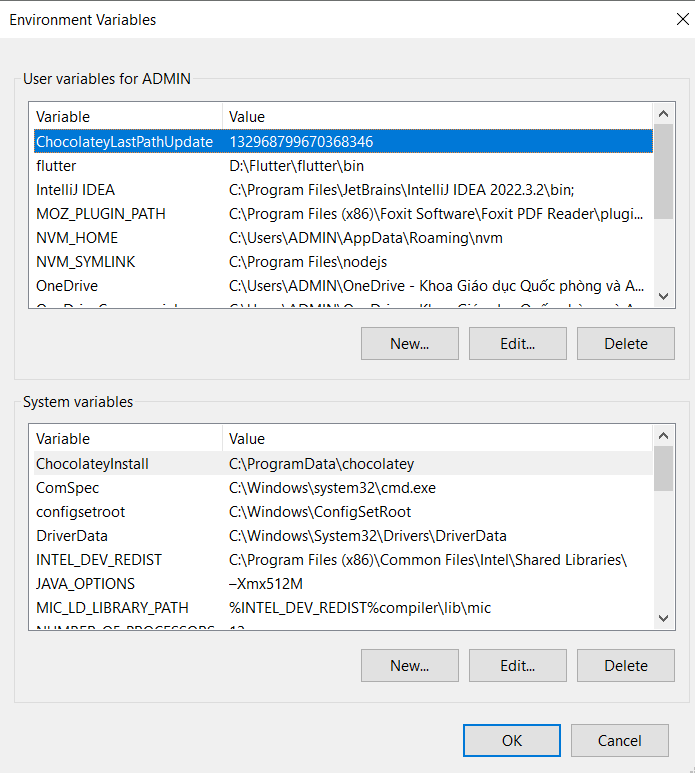 Environment Variables
User variables for ADMIN
Variable Value
ChocolateyLastPathUpdate 132968799670368346
flutter D:\Flutter\flutter\bin
IntelliJ IDEA C:\Program Files\JetBrains\IntelliJ IDEA 2022.3.2\bin;
MOZ_PLUGIN_PATH C:\Program Files (x86)\Foxit Software\Foxit PDF Reader\plugi...
NVM_HOME C:\Users\ADMIN\AppData\Roaming\nvm
NVM_SYMLINK C:\Program Files\nodejs
OneDrive C:\Users\ADMIN\OneDrive - Khoa Giáo dục Quốc phòng và A...
New... Edit... Delete
System variables
Variable Value
ChocolateyInstall C:\ProgramData\chocolatey
ComSpec C:\Windows\system32\cmd.exe
configsetroot C:\Windows\ConfigSetRoot
DriverData C:\Windows\System32\Drivers\DriverData
INTEL_DEV_REDIST C:\Program Files (x86)\Common Files\Intel\Shared Libraries\
JAVA_OPTIONS –Xmx512M
MIC_LD_LIBRARY_PATH %INTEL_DEV_REDIST%compiler\lib\mic
NUMBER_OF_PROCESSORS 12
New... Edit... Delete
OK Cancel